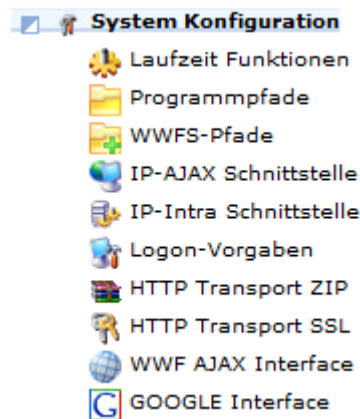 System Konfiguration
Laufzeit Funktionen
Programmpfade
WWFS-Pfade
IP-AJAX Schnittstelle
IP-Intra Schnittstelle
Logon-Vorgaben
HTTP Transport ZIP
HTTP Transport SSL
WWF AJAX Interface
G GOOGLE Interface